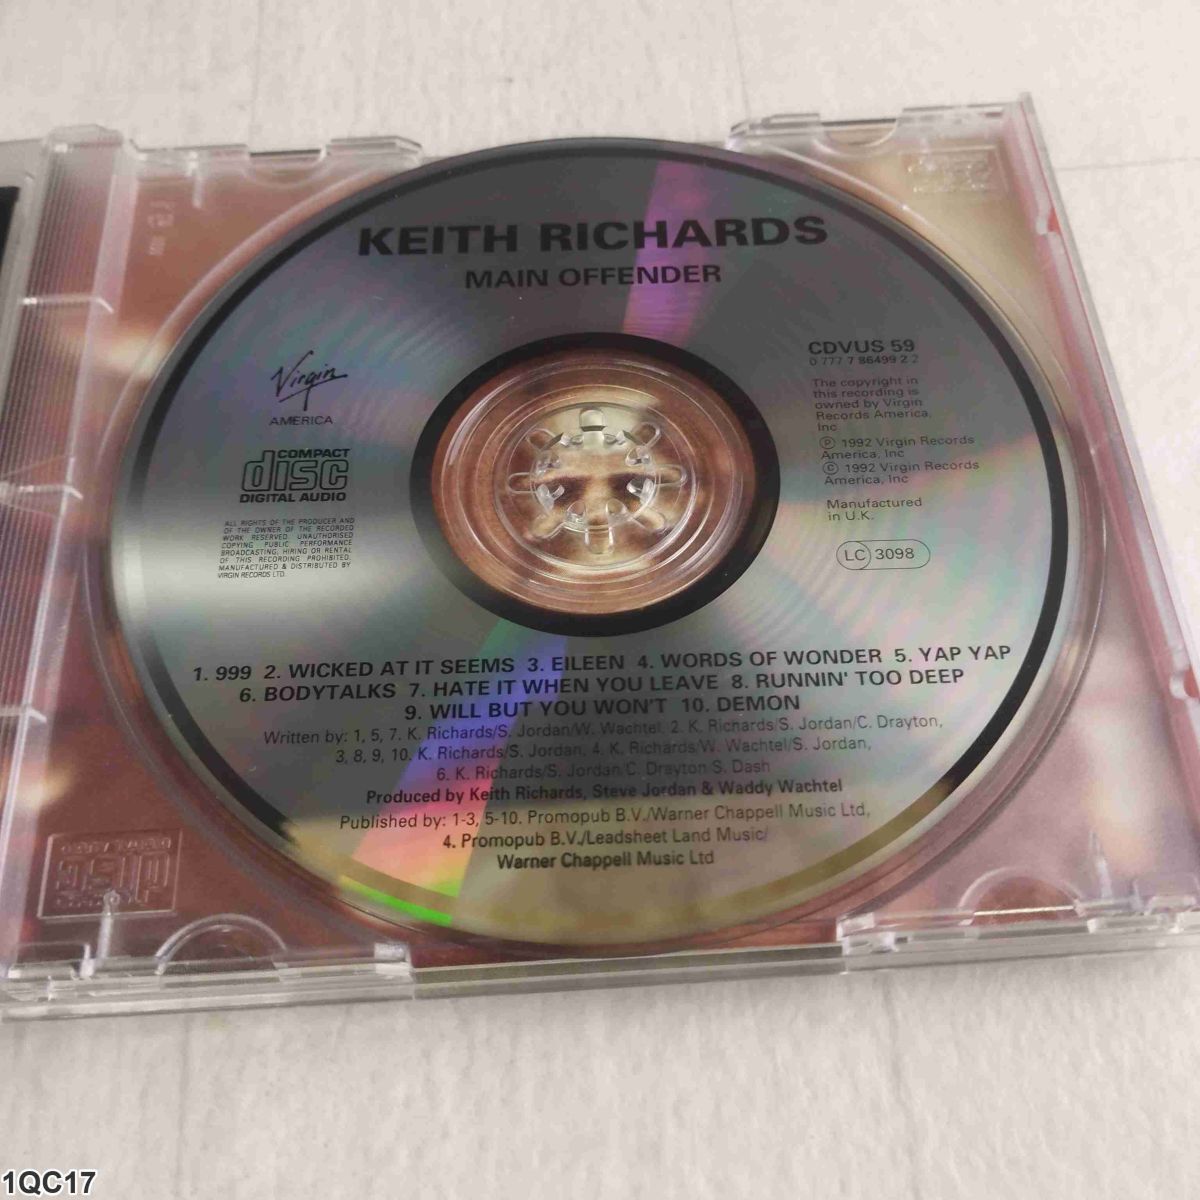 KEITH RICHARDS
MAIN OFFENDER
Virgin
AMERICA
COMPACT
disc
DIGITAL AUDIO
ALL RIGHTS OF THE PRODUCER AND
OF THE OWNER OF THE RECORDED
WORK RESERVED. UNAUTHORISED
COPYING PUBLIC PERFORMANCE
BROADCASTING, HIRING OR RENTAL
OF THIS RECORDING PROHIBITED.
MANUFACTURED & DISTRIBUTED BY
VIRGIN RECORDS LTD.
CDVUS 59
0 777 7 86499 2 2
The copyright in
this recording is
owned by Virgin
Records America,
Inc
Ⓟ 1992 Virgin Records
America, Inc
© 1992 Virgin Records
America, Inc
Manufactured
in U.K.
LC 3098
1. 999 2. WICKED AT IT SEEMS 3. EILEEN 4. WORDS OF WONDER 5. YAP YAP
6. BODYTALKS 7. HATE IT WHEN YOU LEAVE 8. RUNNIN' TOO DEEP
9. WILL BUT YOU WON'T 10. DEMON
Written by: 1, 5, 7. K. Richards/S. Jordan/W. Wachtel, 2. K. Richards/S. Jordan/C. Drayton,
3, 8, 9, 10. K. Richards/S. Jordan, 4. K. Richards/W. Wachtel/S. Jordan,
6. K. Richards/S. Jordan/C. Drayton S. Dash
Produced by Keith Richards, Steve Jordan & Waddy Wachtel
Published by: 1-3, 5-10. Promopub B.V./Warner Chappell Music Ltd,
4. Promopub B.V./Leadsheet Land Music/
Warner Chappell Music Ltd
1QC17